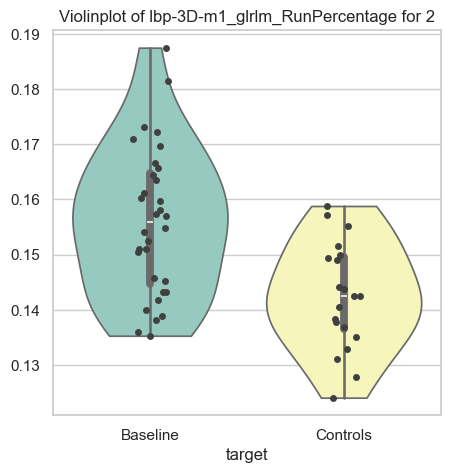 Violinplot of lbp-3D-m1_glrlm_RunPercentage for 2
0.19
0.18
0.17
0.16
0.15
0.14
0.13
Baseline
Controls
target